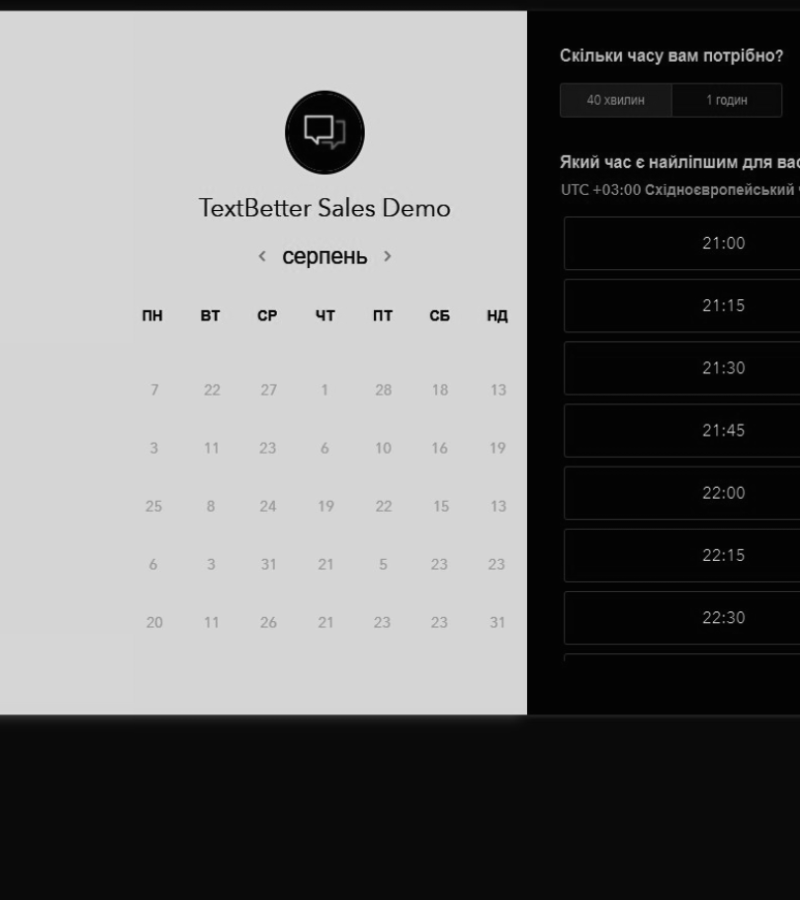 TextBetter Sales Demo
серпень
ПН ВТ СР ЧТ ПТ СБ НД
7 22 27 1 28 18 13
3 11 23 6 10 16 19
25 8 24 19 22 15 13
6 3 31 21 5 23 23
20 11 26 21 23 23 31
Скільки часу вам потрібно?
40 хвилин 1 годин
Який час є найліпшим для
UTC +03:00 Східноєвропейський
21:00
21:15
21:30
21:45
22:00
22:15
22:30